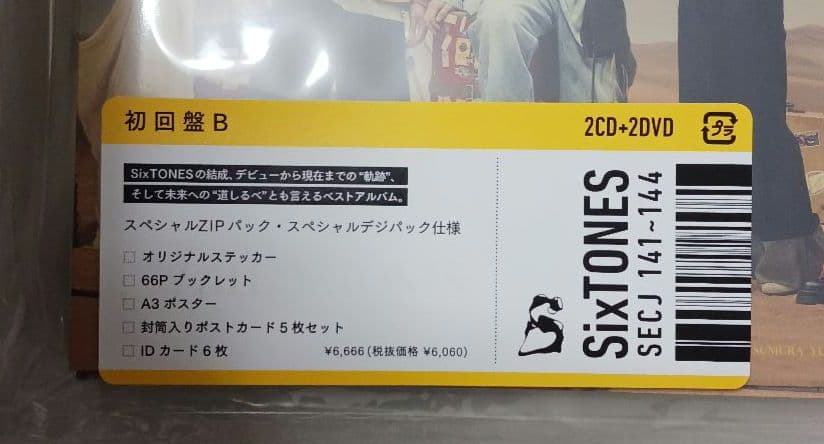 初回盤B
2CD+2DVD
プラ
SixTONESの結成、デビューから現在までの“軌跡”、
そして未来への“道しるべ”とも言えるベストアルバム。
スペシャルZIPパック・スペシャルデジパック仕様
□ オリジナルステッカー
□ 66P ブックレット
□ A3 ポスター
□ 封筒入りポストカード5枚セット
□ IDカード6枚
¥6,666(税抜価格 ¥6,060)
SixTONES
SECJ 141~144